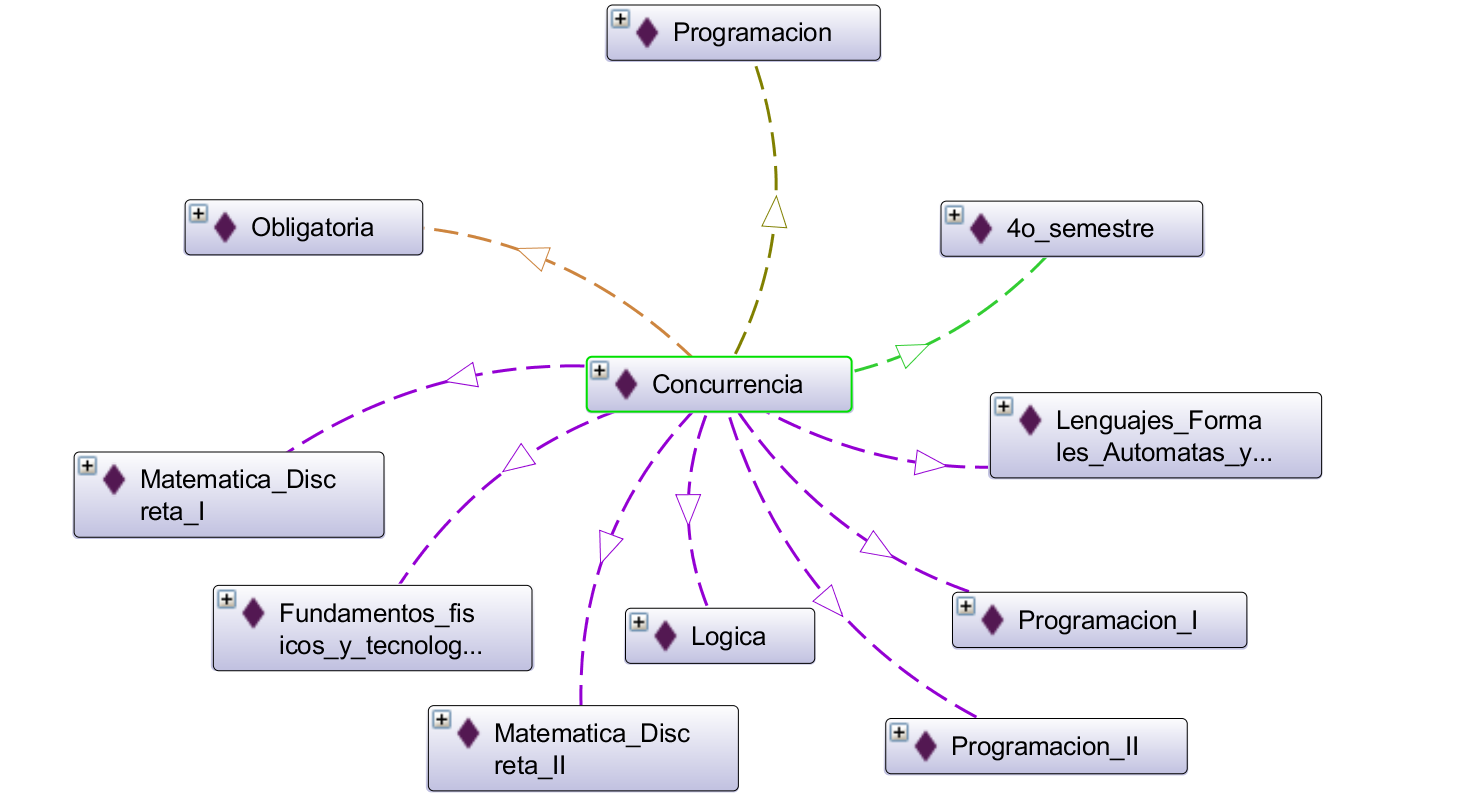 Programacion
Obligatoria
4o_semestre
Concurrencia
Lenguajes_Forma
les_Automatas_y...
Matematica_Disc
reta_I
Fundamentos_fis
icos_y_tecnolog...
Logica
Programacion_I
Matematica_Disc
reta_II
Programacion_II